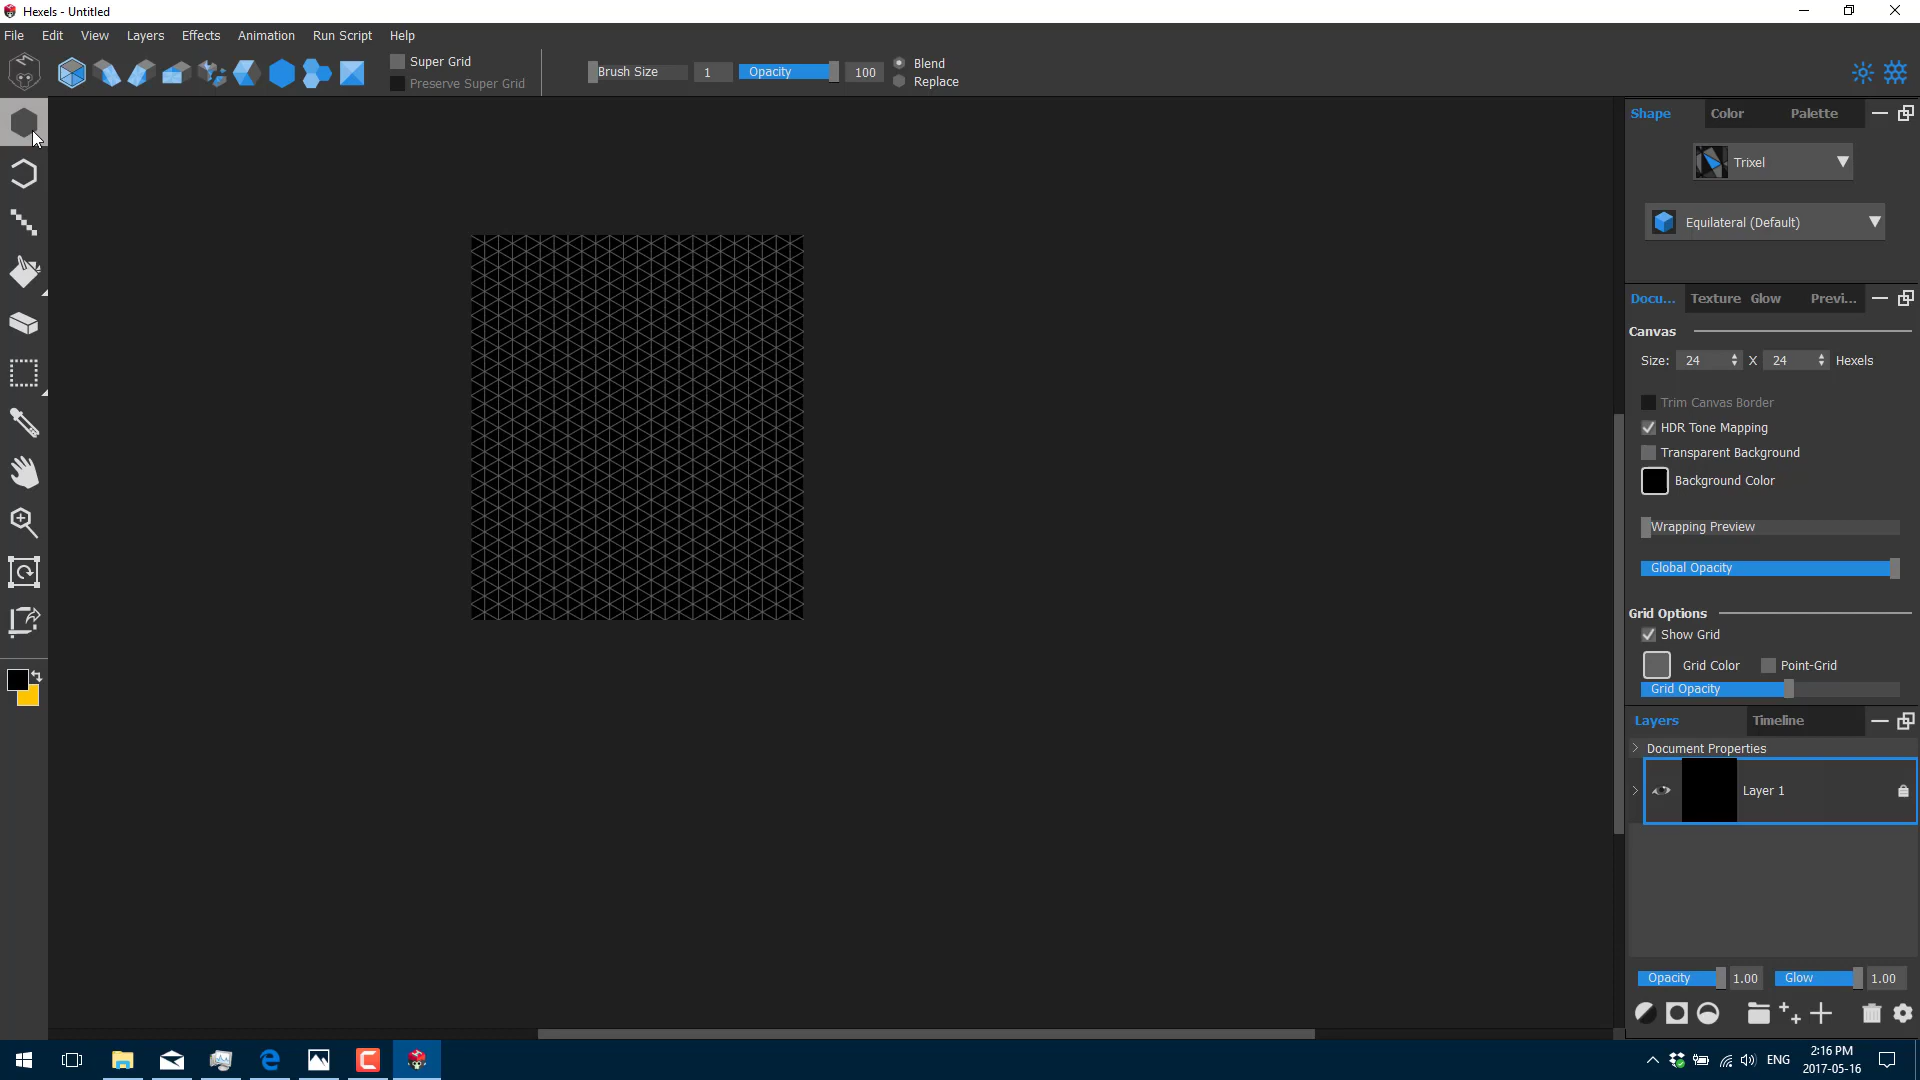 Hexels - Untitled
File Edit View Layers Effects Animation Run Script Help
Super Grid
Preserve Super Grid
Brush Size 1 Opacity 100
Blend
Replace
Shape Color Palette
Trixel
Equilateral (Default)
Docu... Texture Glow Previ...
Canvas
Size: 24 X 24 Hexels
Trim Canvas Border
HDR Tone Mapping
Transparent Background
Background Color
Wrapping Preview
Global Opacity
Grid Options
Show Grid
Grid Color Point-Grid
Grid Opacity
Layers Timeline
Document Properties
Layer 1
Opacity 1.00 Glow 1.00
ENG
2:16 PM
2017-05-16